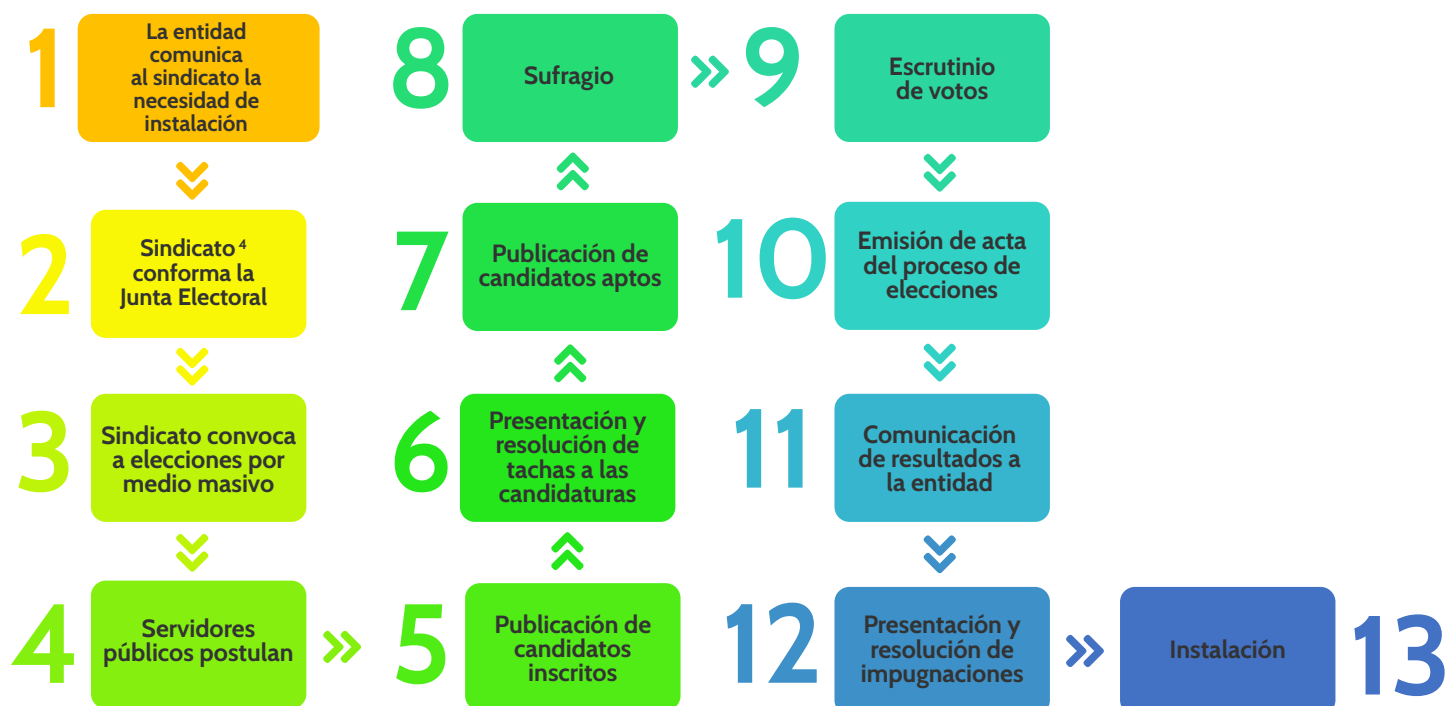 1
La entidad
comunica
al sindicato la
necesidad de
instalación
2
Sindicato ⁴
conforma la
Junta Electoral
3
Sindicato convoca
a elecciones por
medio masivo
4
Servidores
públicos postulan
5
Publicación de
candidatos
inscritos
6
Presentación y
resolución de
tachas a las
candidaturas
7
Publicación de
candidatos aptos
8
Sufragio
9
Escrutinio
de votos
10
Emisión de acta
del proceso de
elecciones
11
Comunicación
de resultados a
la entidad
12
Presentación y
resolución de
impugnaciones
Instalación
13